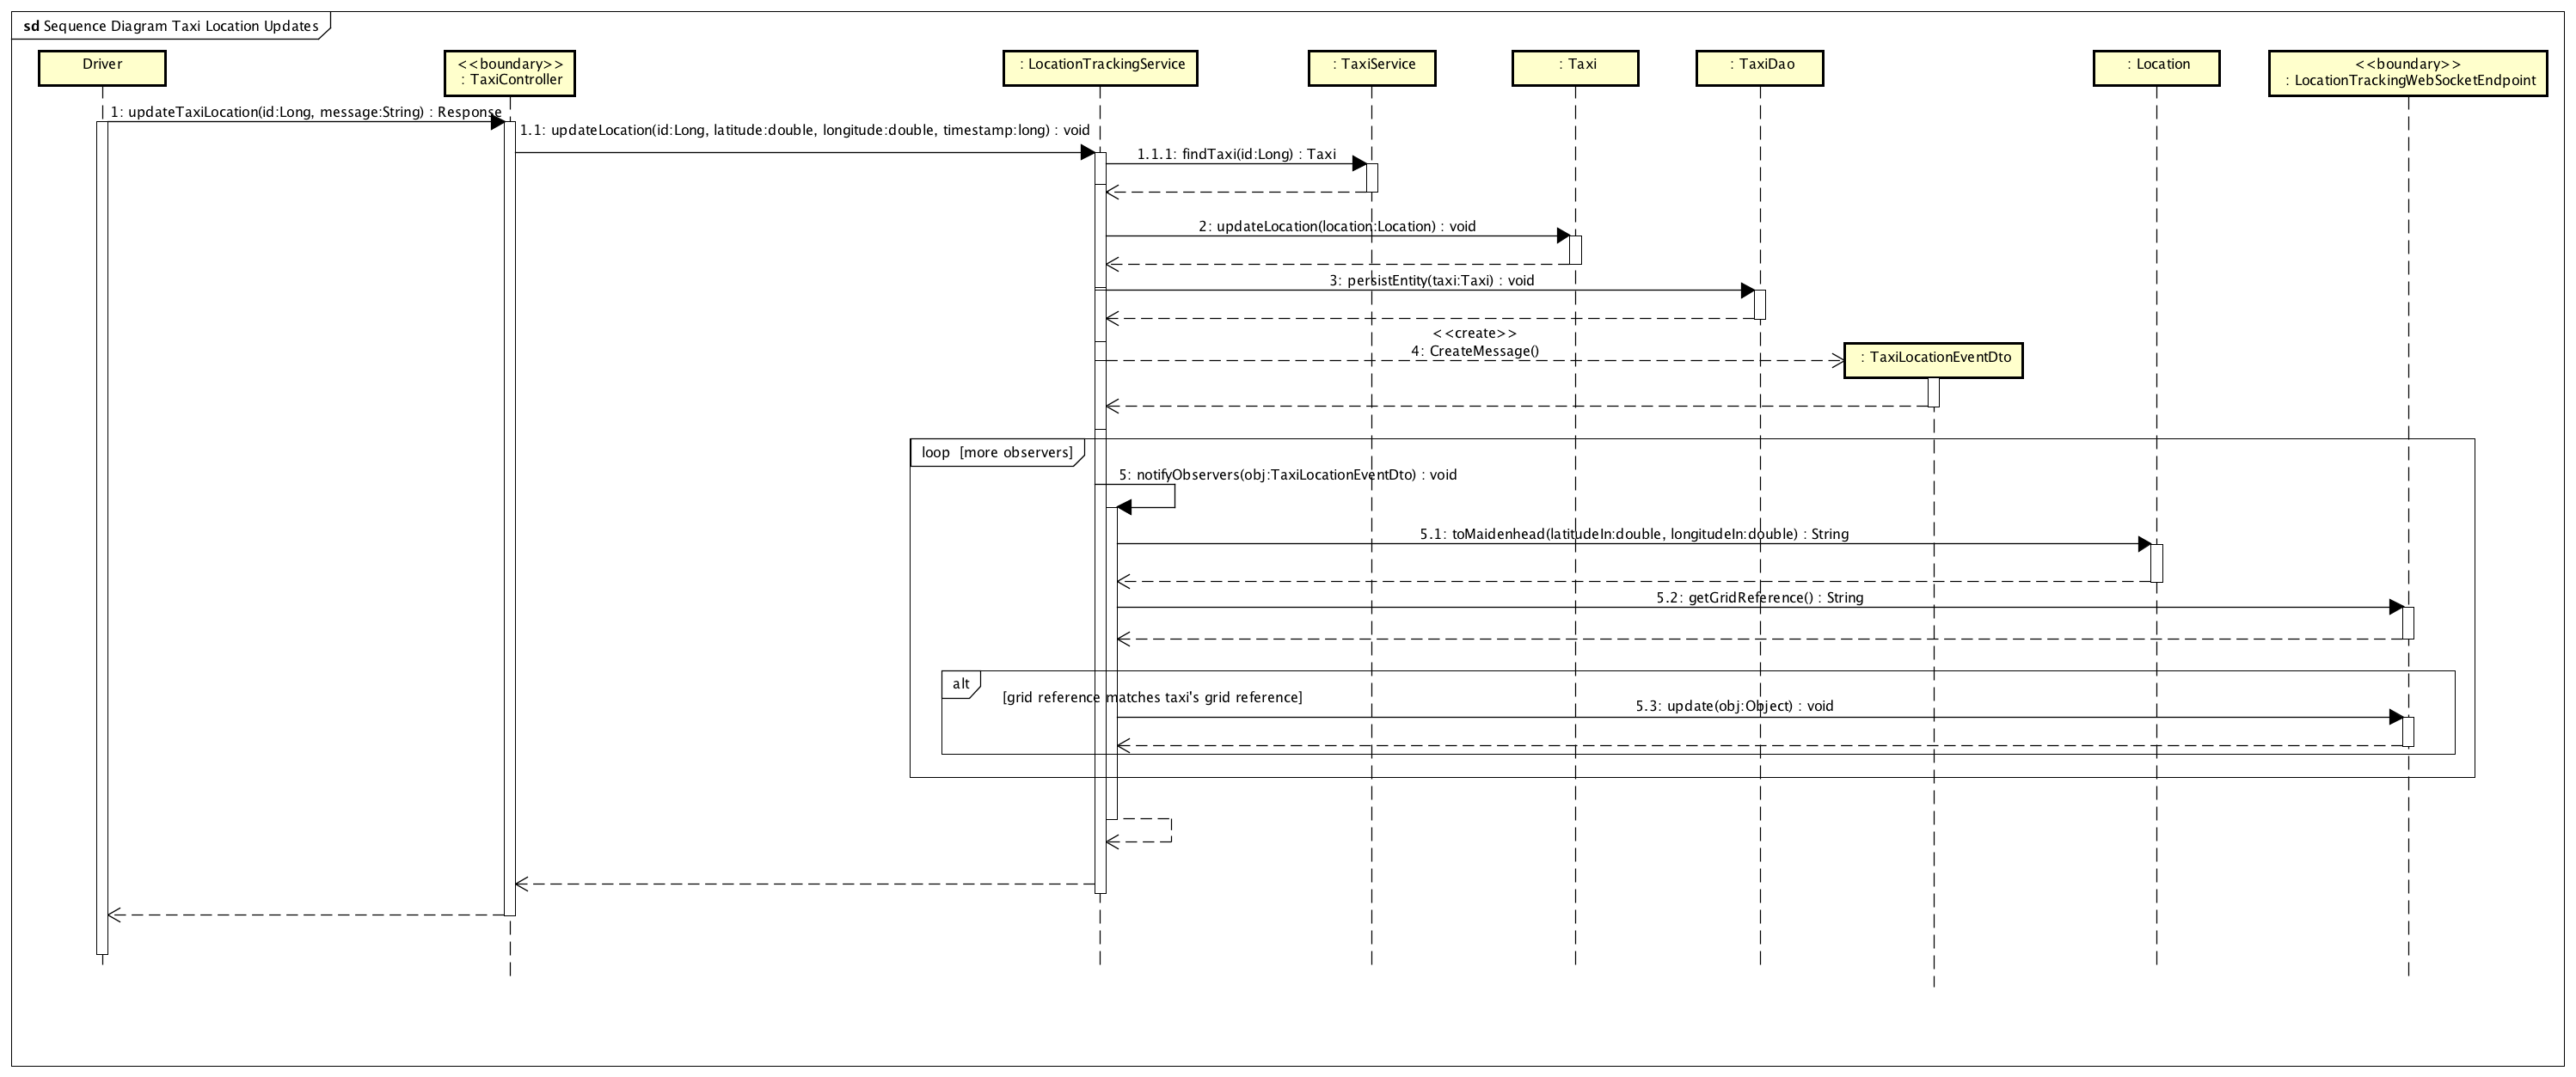 sd Sequence Diagram Taxi Location Updates
Driver
<<boundary>>
: TaxiController
: LocationTrackingService
: TaxiService
: Taxi
: TaxiDao
: Location
<<boundary>>
: LocationTrackingWebSocketEndpoint
1: updateTaxiLocation(id:Long, message:String) : Response
1.1: updateLocation(id:Long, latitude:double, longitude:double, timestamp:long) : void
1.1.1: findTaxi(id:Long) : Taxi
2: updateLocation(location:Location) : void
3: persistEntity(taxi:Taxi) : void
<<create>>
4: CreateMessage()
: TaxiLocationEventDto
loop [more observers]
5: notifyObservers(obj:TaxiLocationEventDto) : void
5.1: toMaidenhead(latitudeIn:double, longitudeIn:double) : String
5.2: getGridReference() : String
alt
[grid reference matches taxi's grid reference]
5.3: update(obj:Object) : void